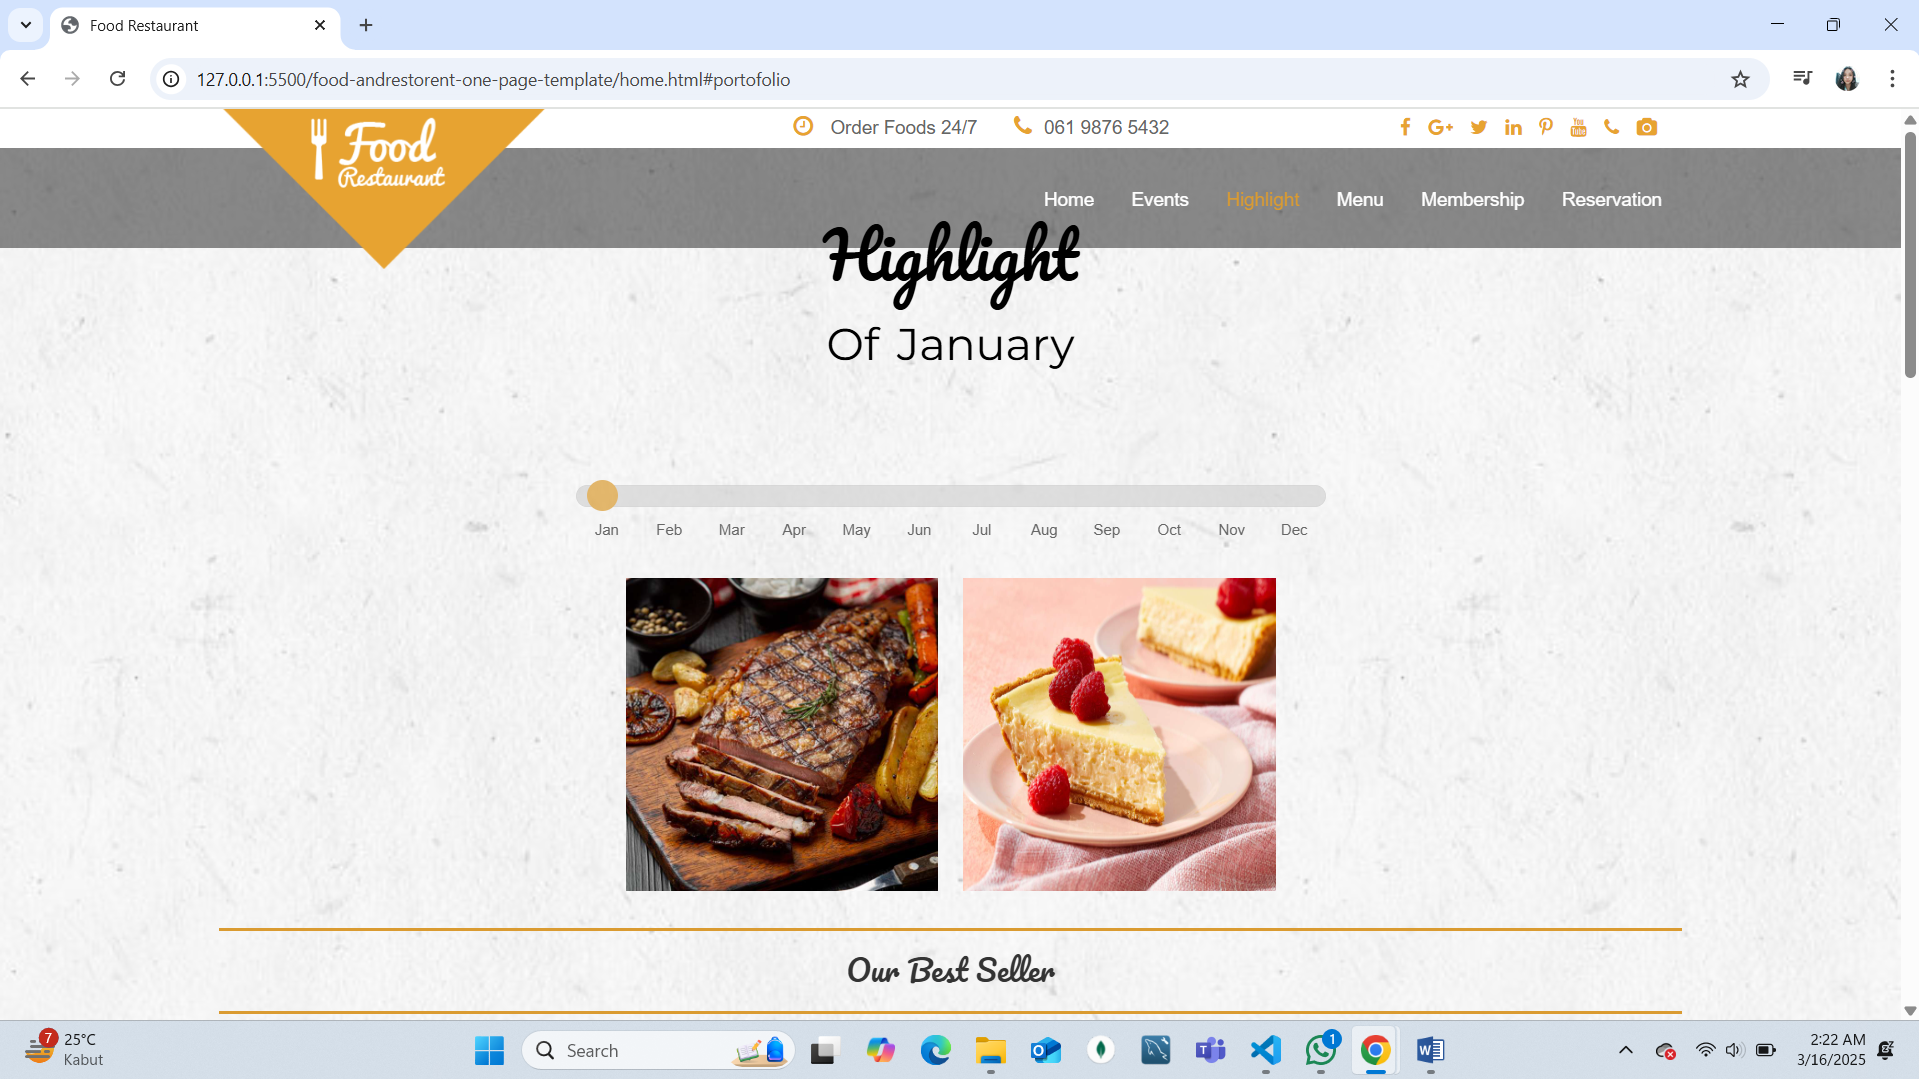 Food Restaurant
127.0.0.1:5500/food-andrestorent-one-page-template/home.html#portofolio
Food
Restaurant
Order Foods 24/7
061 9876 5432
You
Tube
Home Events Highlight Menu Membership Reservation
Highlight
Of January
Jan Feb Mar Apr May Jun Jul Aug Sep Oct Nov Dec
Our Best Seller
7
25°C
Kabut
Search
1
2:22 AM
3/16/2025